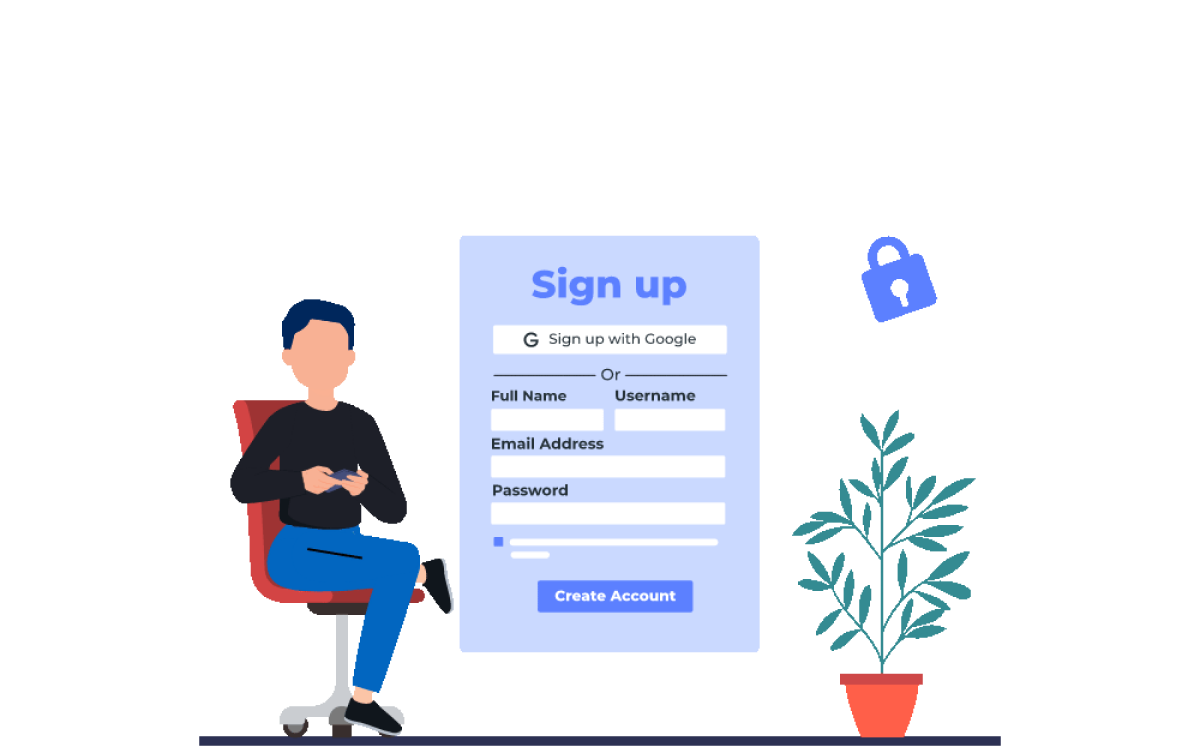 Sign up
G Sign up with Google
Or
Full Name Username
Email Address
Password
Create Account